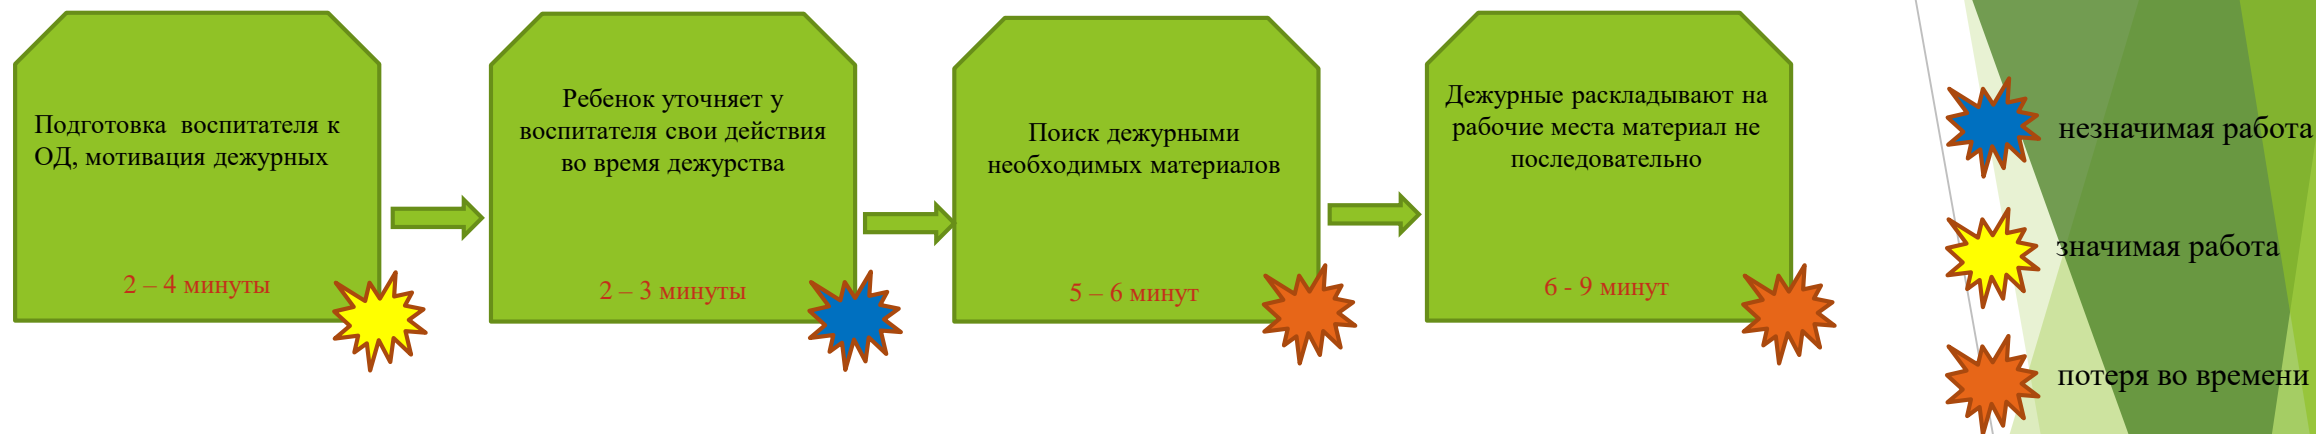 Подготовка воспитателя к
ОД, мотивация дежурных
2 – 4 минуты
Ребенок уточняет у
воспитателя свои действия
во время дежурства
2 – 3 минуты
Поиск дежурными
необходимых материалов
5 – 6 минут
Дежурные раскладывают на
рабочие места материал не
последовательно
6 - 9 минут
незначимая работа
значимая работа
потеря во времени